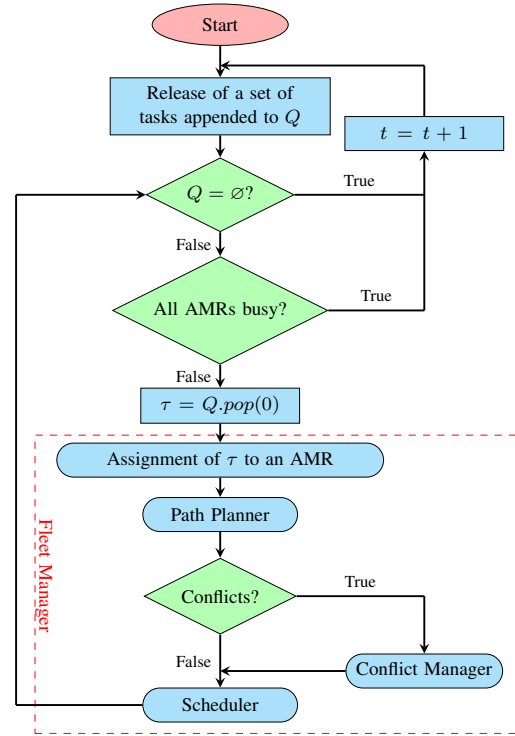 Start
Release of a set of
tasks appended to Q
t = t + 1
Q = ∅?
True
False
All AMRs busy?
True
False
τ = Q.pop(0)
Assignment of τ to an AMR
Path Planner
Fleet Manager
Conflicts?
True
False
Conflict Manager
Scheduler